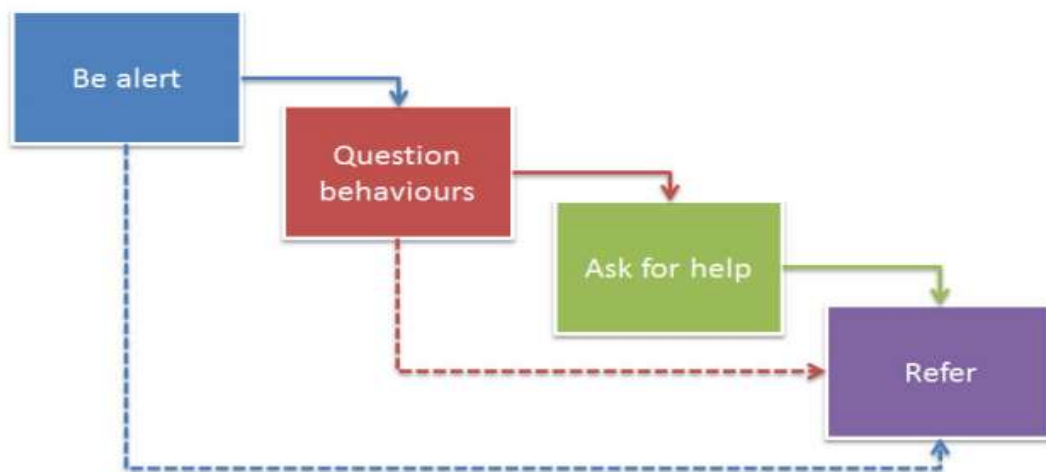 Be alert
Question
behaviours
Ask for help
Refer